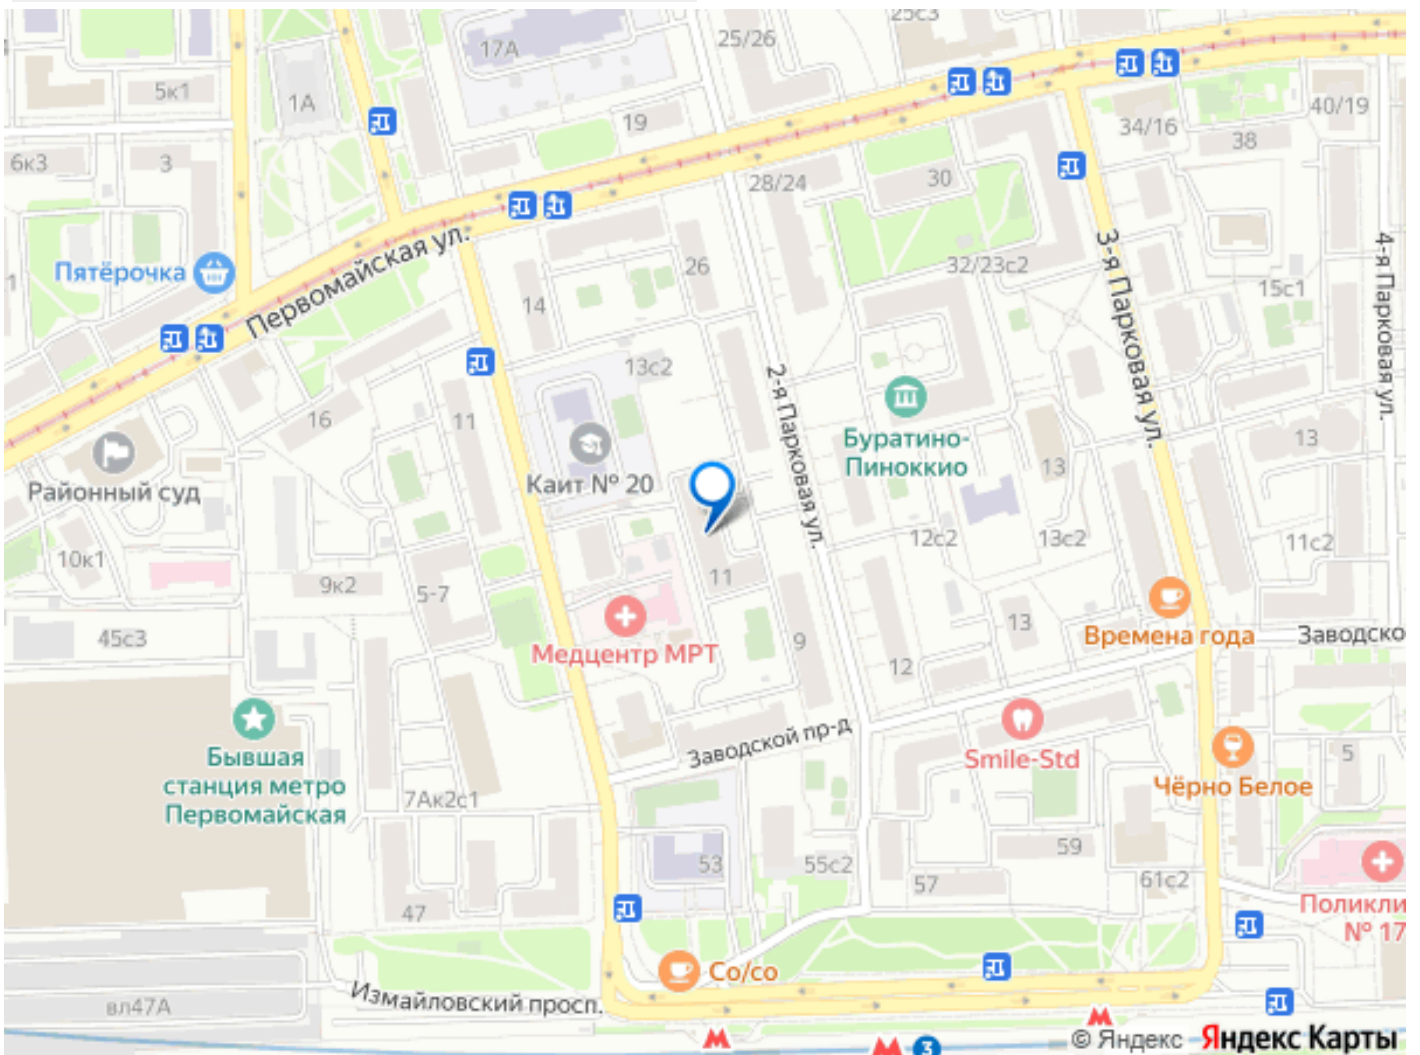 25с3
17А
25/26
5к1
1А
40/19
19
34/16
38
6к3
3
28/24
30
Первомайская ул.
3-я Парковая ул.
4-я Парковая ул.
Пятёрочка
26
32/23с2
15с1
1
14
13с2
2-я Парковая ул.
16
11
Буратино-
Пиноккио
13
13
Районный суд
Каит № 20
10к1
12с2
13с2
11с2
9к2
5-7
11
45с3
Медцентр МРТ
9
13
Времена года
Заводско
12
Заводской пр-д
Smile-Std
Бывшая
станция метро
Первомайская
5
Чёрно Белое
7Ак2с1
53
55с2
59
57
61с2
47
Поликли
№ 17
Co/co
вл47А
Измайловский просп.
3
© Яндекс
Яндекс Карты